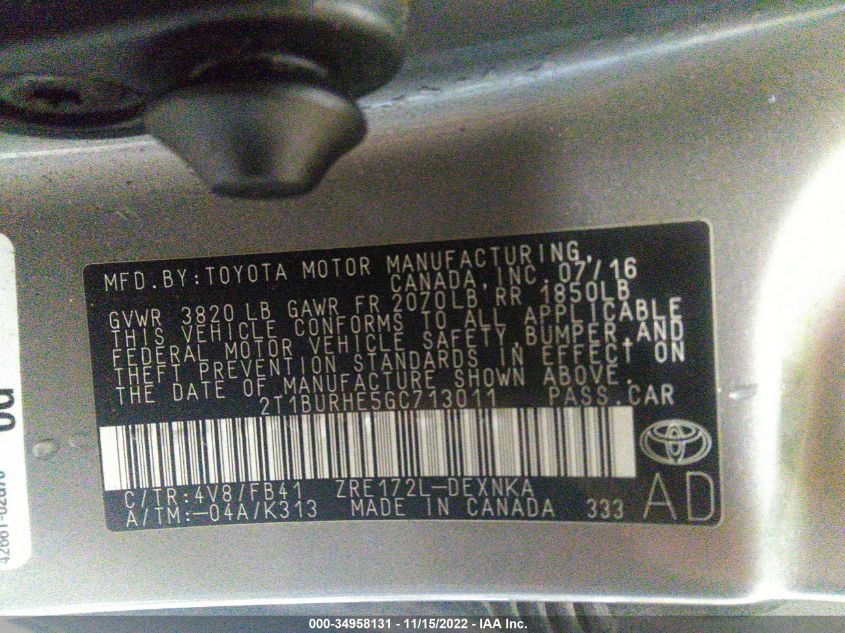 MFD.BY:TOYOTA MOTOR MANUFACTURING,
CANADA,INC.07/16
GVWR 3820LB GAWR FR 2070LB RR 1850LB
THIS VEHICLE CONFORMS TO ALL APPLICABLE
FEDERAL MOTOR VEHICLE SAFETY,BUMPER,AND
THEFT PREVENTION STANDARDS IN EFFECT ON
THE DATE OF MANUFACTURE SHOWN ABOVE.
2T1BURHE5GC713011 PASS.CAR
C/TR:4V8/FB41 ZRE172L-DEXNKA
A/TM:-04A/K313 MADE IN CANADA 333
AD
000-34958131 - 11/15/2022 - IAA Inc.